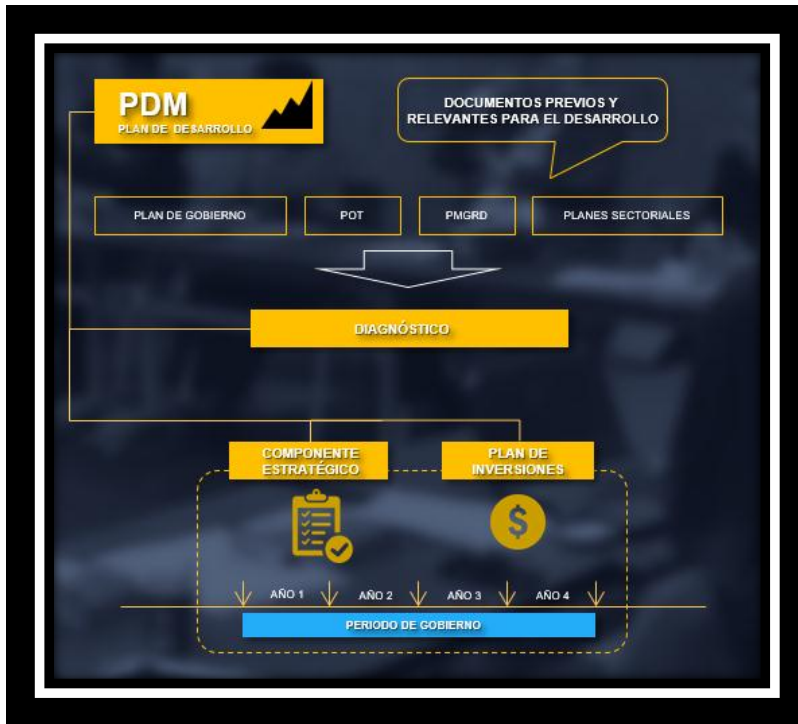 PDM
PLAN DE DESARROLLO
DOCUMENTOS PREVIOS Y
RELEVANTES PARA EL DESARROLLO
PLAN DE GOBIERNO
POT
PMGRD
PLANES SECTORIALES
DIAGNÓSTICO
COMPONENTE
ESTRATÉGICO
PLAN DE
INVERSIONES
$
AÑO 1
AÑO 2
AÑO 3
AÑO 4
PERIODO DE GOBIERNO